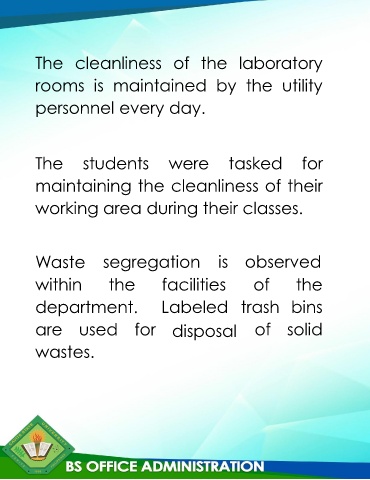 The cleanliness of the laboratory
rooms is maintained by the utility
personnel every day.
The students were tasked for
maintaining the cleanliness of their
working area during their classes.
Waste segregation is observed
within the facilities of the
department. Labeled trash bins
are used for disposal of solid
wastes.
BS OFFICE ADMINISTRATION